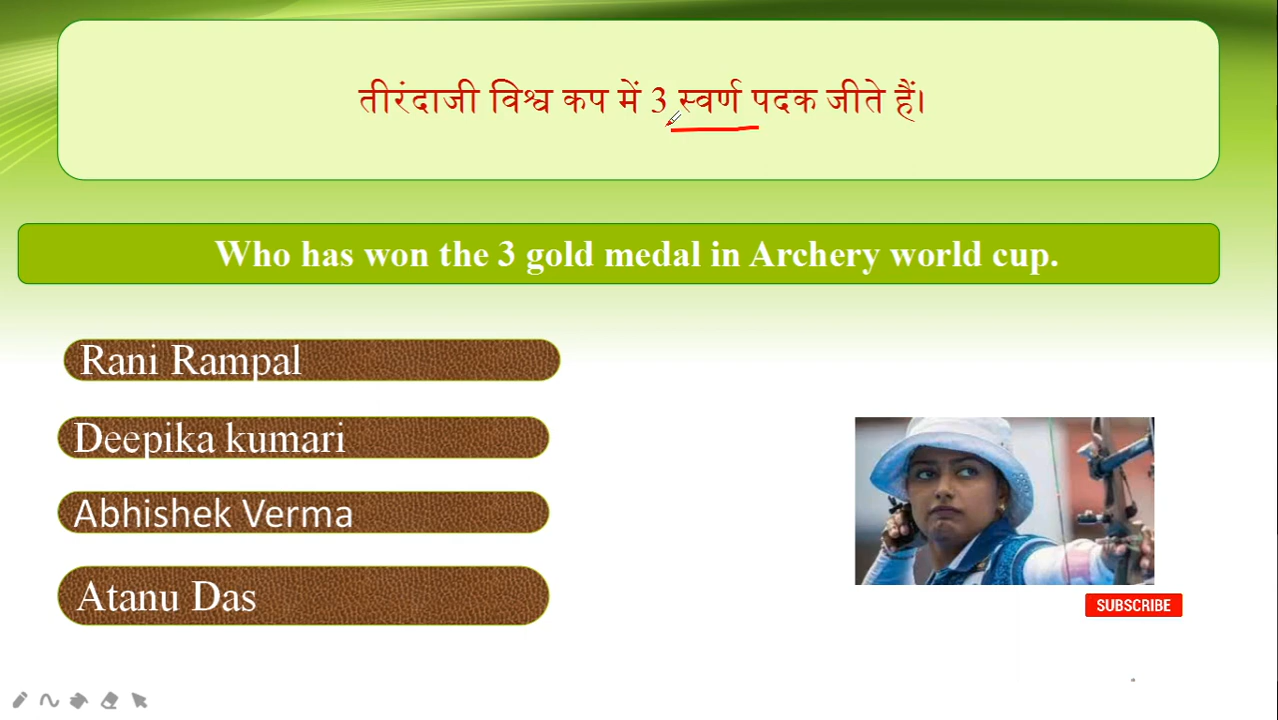 तीरंदाजी विश्व कप में 3 स्वर्ण पदक जीते हैं।
Who has won the 3 gold medal in Archery world cup.
Rani Rampal
Deepika kumari
Abhishek Verma
Atanu Das
SUBSCRIBE